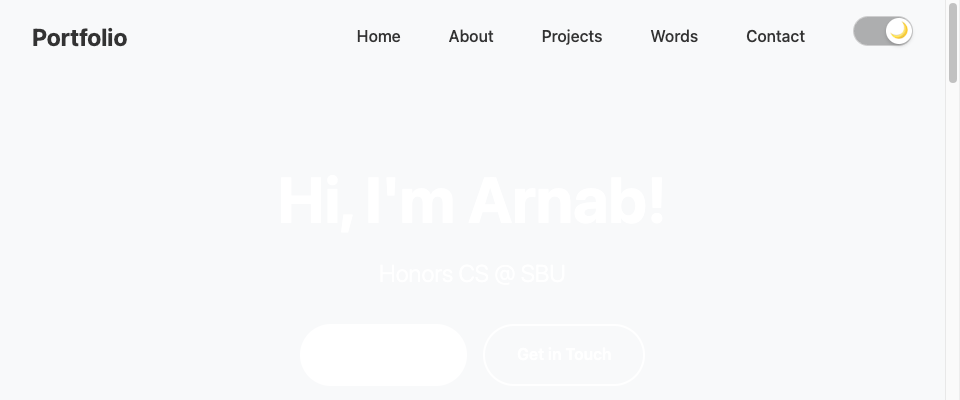 Portfolio
Home About Projects Words Contact
Hi, I'm Arnab!
Honors CS @ SBU
Get in Touch